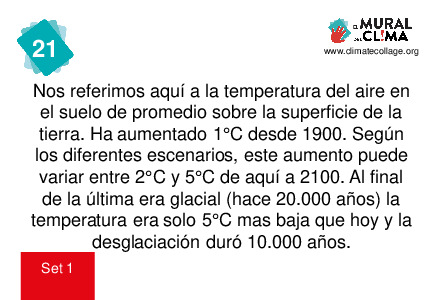 21
EL MURAL
DEL CL!MA
www.climatecollage.org
Nos referimos aquí a la temperatura del aire en
el suelo de promedio sobre la superficie de la
tierra. Ha aumentado 1°C desde 1900. Según
los diferentes escenarios, este aumento puede
variar entre 2°C y 5°C de aquí a 2100. Al final
de la última era glacial (hace 20.000 años) la
temperatura era solo 5°C mas baja que hoy y la
desglaciación duró 10.000 años.
Set 1